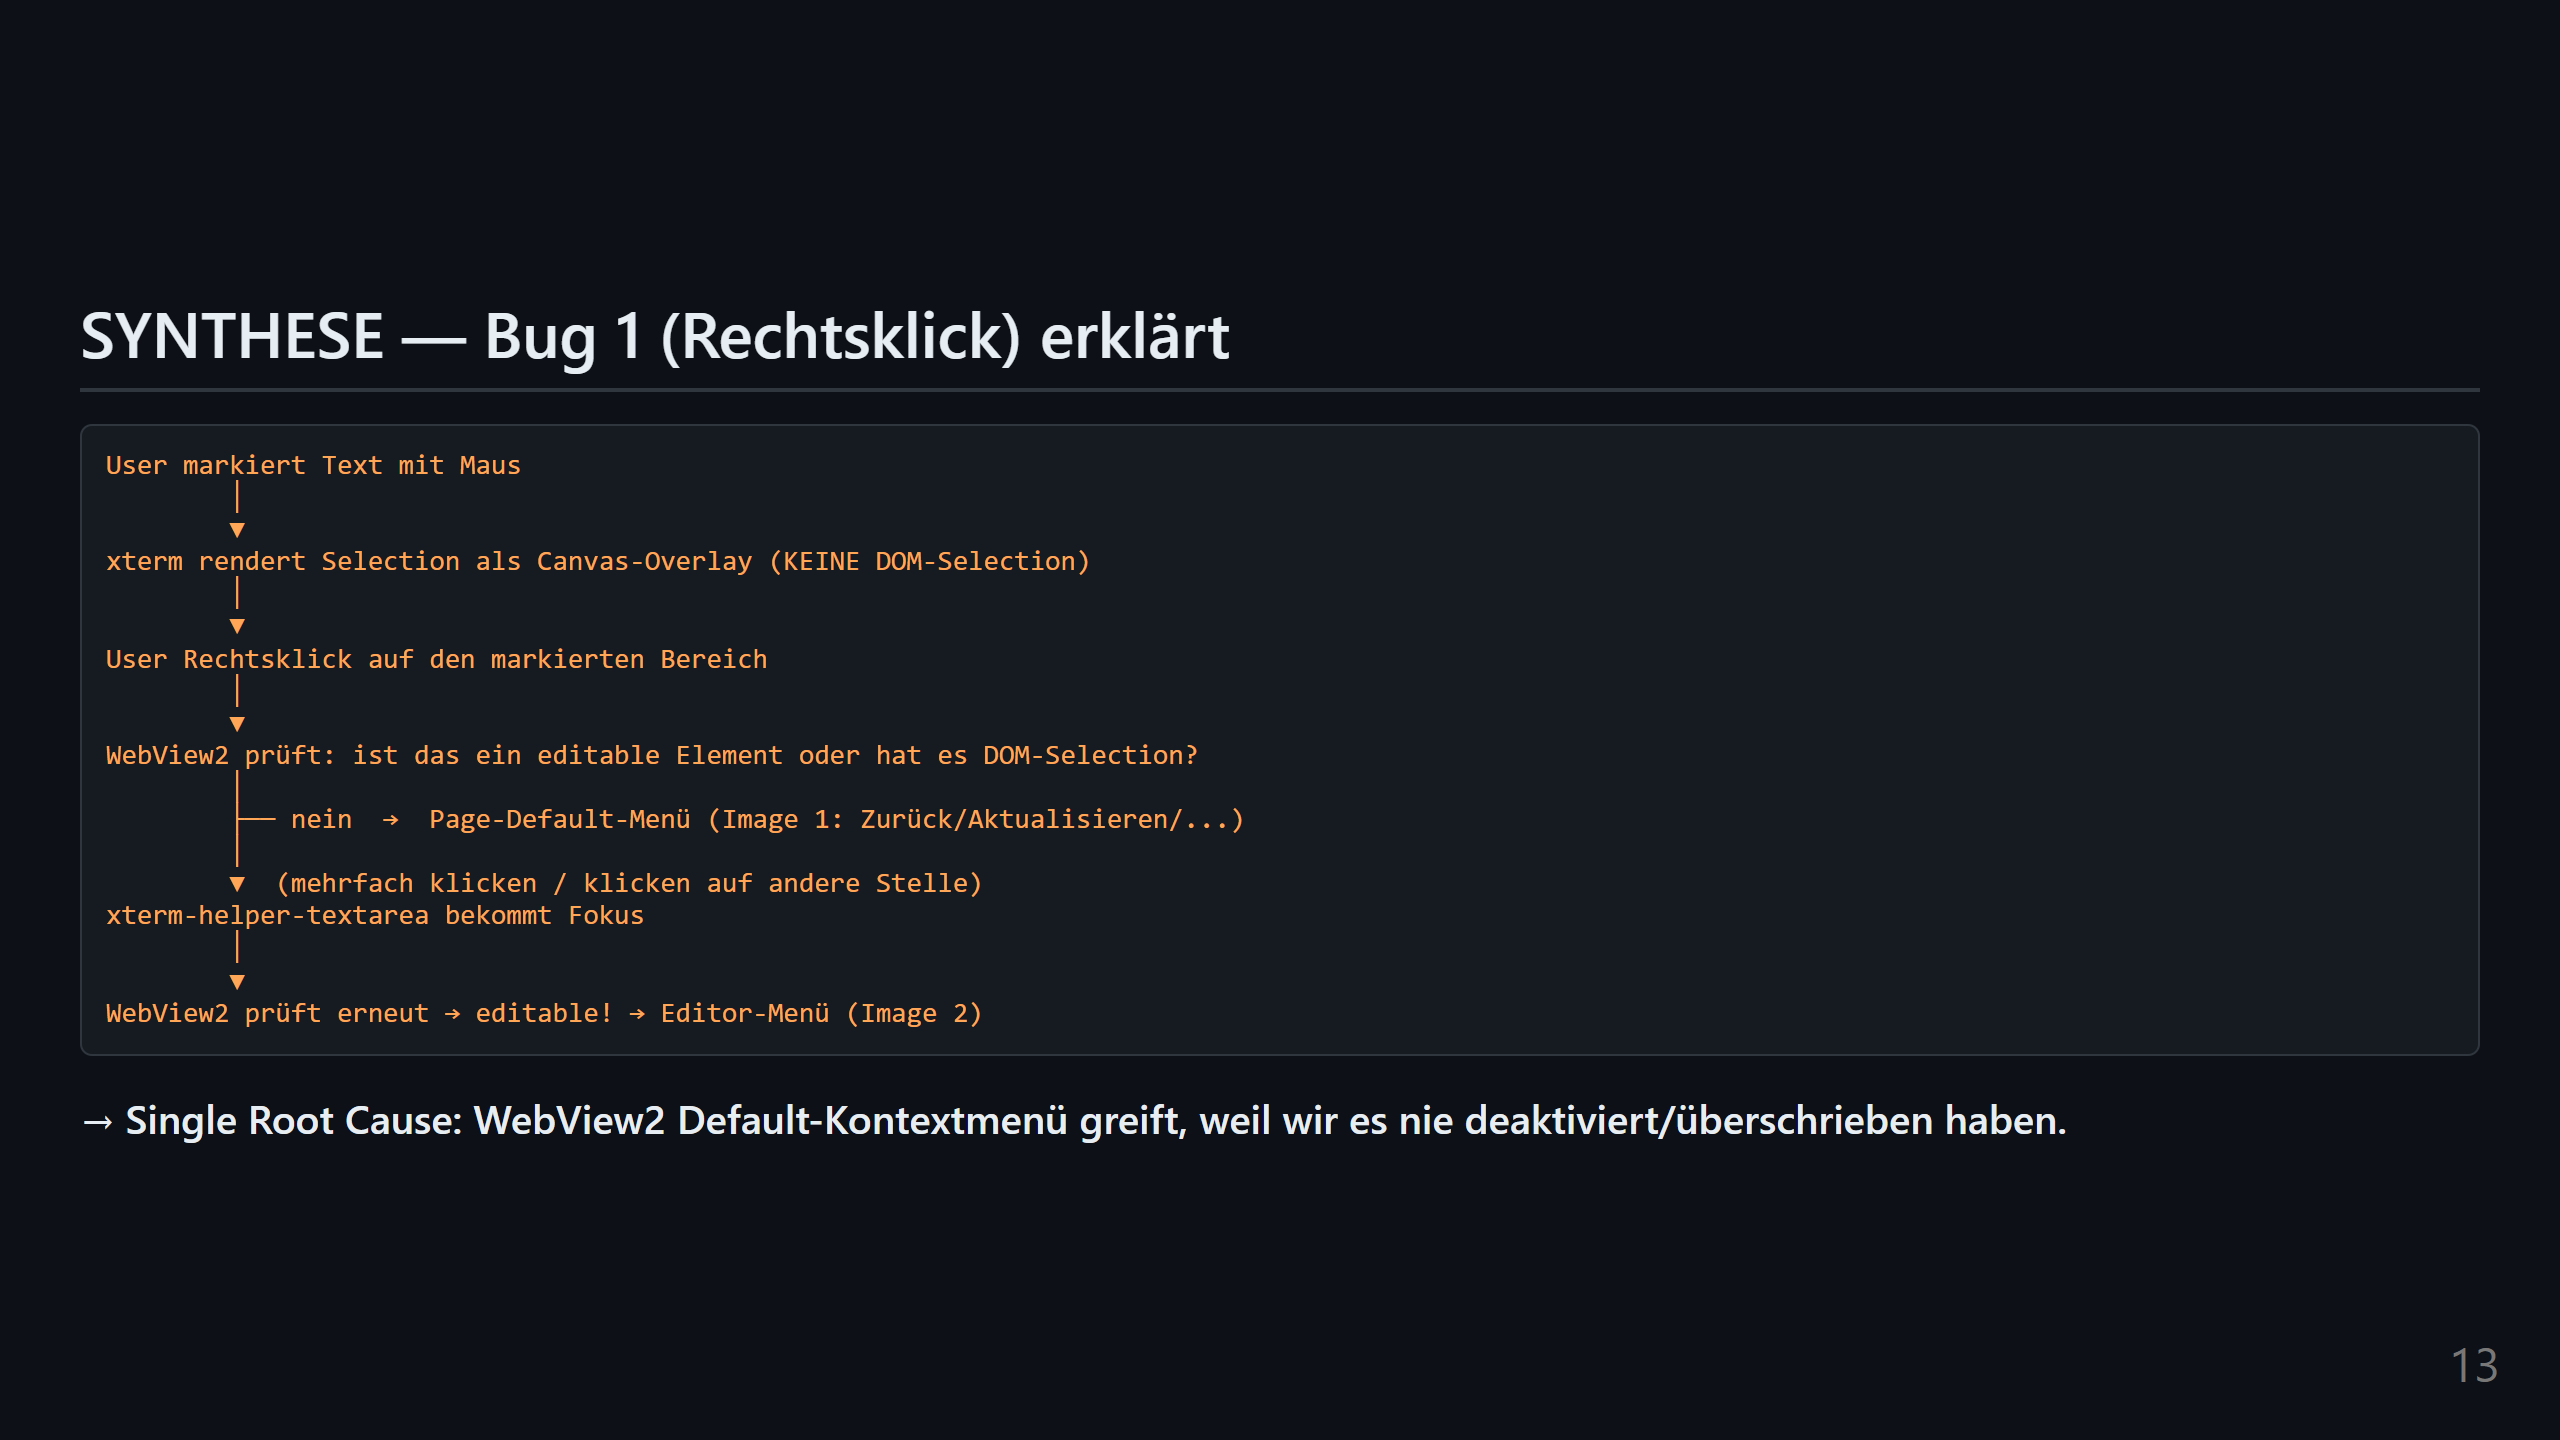 SYNTHESE — Bug 1 (Rechtsklick) erklärt
User markiert Text mit Maus
│
▼
xterm rendert Selection als Canvas-Overlay (KEINE DOM-Selection)
│
▼
User Rechtsklick auf den markierten Bereich
│
▼
WebView2 prüft: ist das ein editable Element oder hat es DOM-Selection?
│
├── nein → Page-Default-Menü (Image 1: Zurück/Aktualisieren/...)
│
▼ (mehrfach klicken / klicken auf andere Stelle)
xterm-helper-textarea bekommt Fokus
│
▼
WebView2 prüft erneut → editable! → Editor-Menü (Image 2)
→ Single Root Cause: WebView2 Default-Kontextmenü greift, weil wir es nie deaktiviert/überschrieben haben.
13